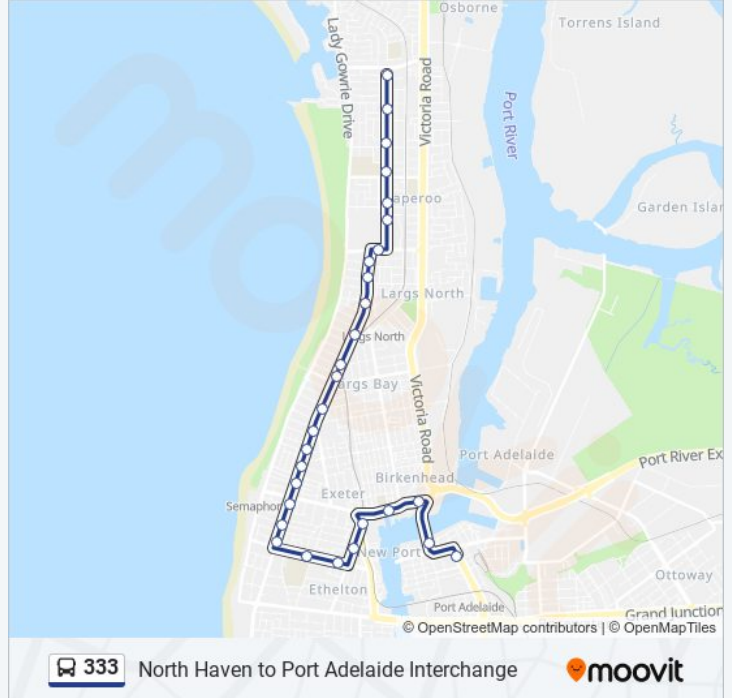 Osborne
Torrens Island
Lady Gowrie Drive
Victoria Road
Port River
aperoo
Garden Islar
Largs North
gs North
args Bay
Victoria Road
Port Adelaide
Port River Ex
Birkenhead
Exeter
Semaphor
New Port
Ottoway
Ethelton
Port Adelaide
Grand Junction
© OpenStreetMap contributors | © OpenMapTiles
333 North Haven to Port Adelaide Interchange
moovit